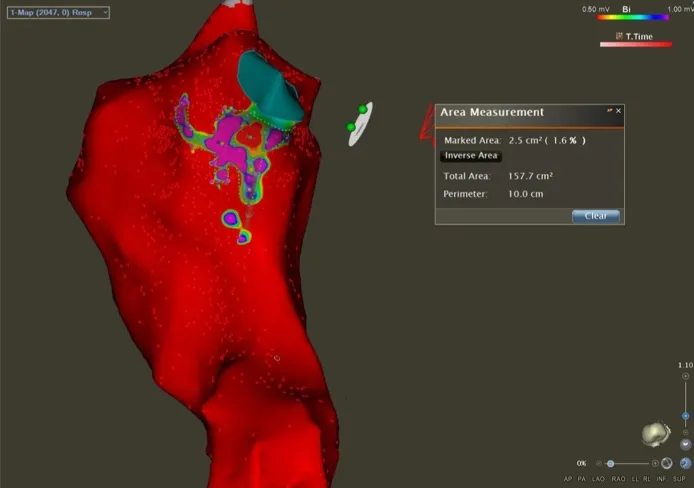 1-Map (2047, 0) Resp
0.50 mV Bi 1.00 mV
T.Time
Area Measurement
Marked Area: 2.5 cm² ( 1.6 % )
Inverse Area
Total Area: 157.7 cm²
Perimeter: 10.0 cm
Clear
1.10
0%
AP PA LAO RAO LL RL INF SUP